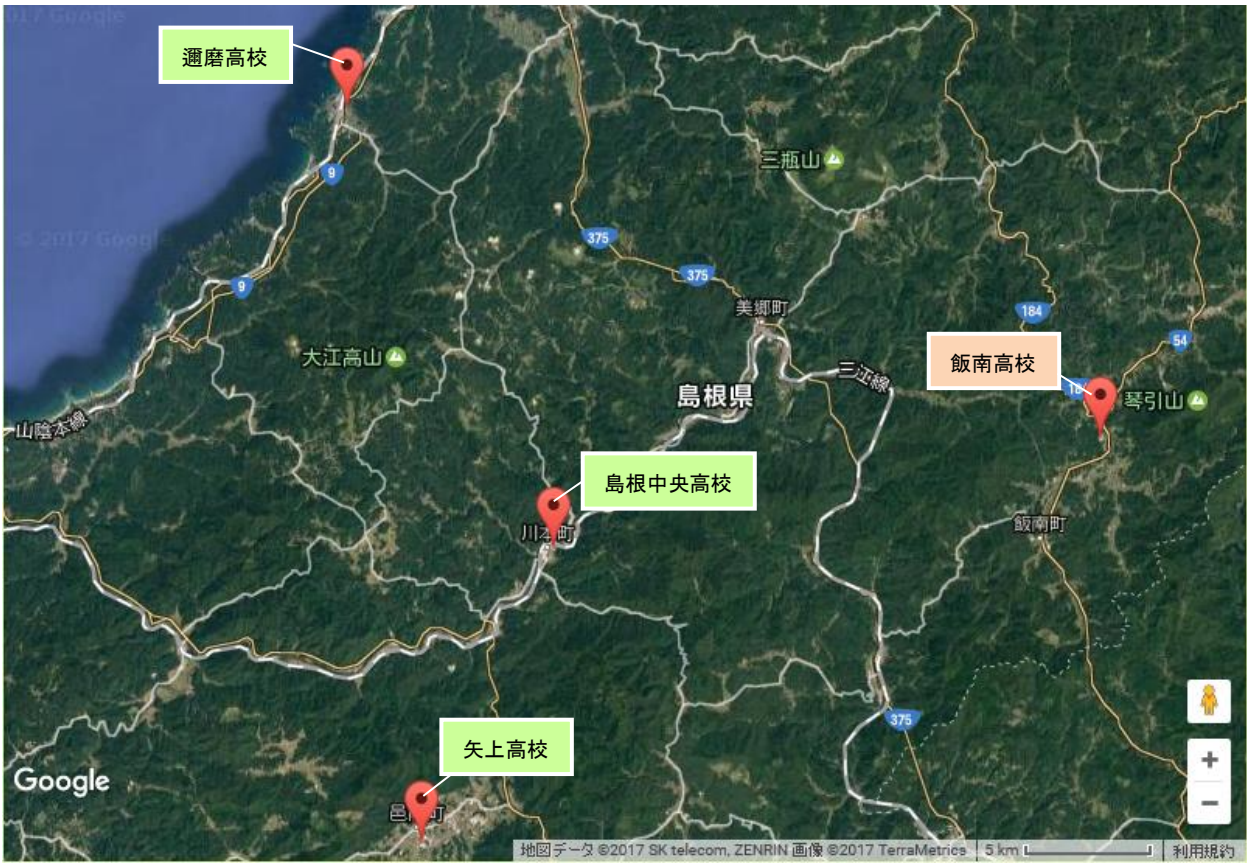 2017 Google
邇磨高校
三瓶山
9
© 2017 Google
375
375
9
美郷町
184
54
大江高山
飯南高校
三江線
島根県
琴引山
山陰本線
島根中央高校
川本町
飯南町
375
矢上高校
Google
地図データ ©2017 SK telecom, ZENRIN 画像 ©2017 TerraMetrics
5 km
利用規約